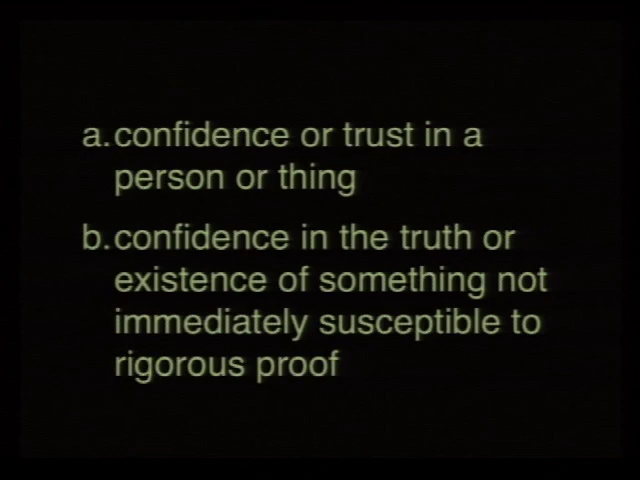 a. confidence or trust in a
person or thing
b. confidence in the truth or
existence of something not
immediately susceptible to
rigorous proof